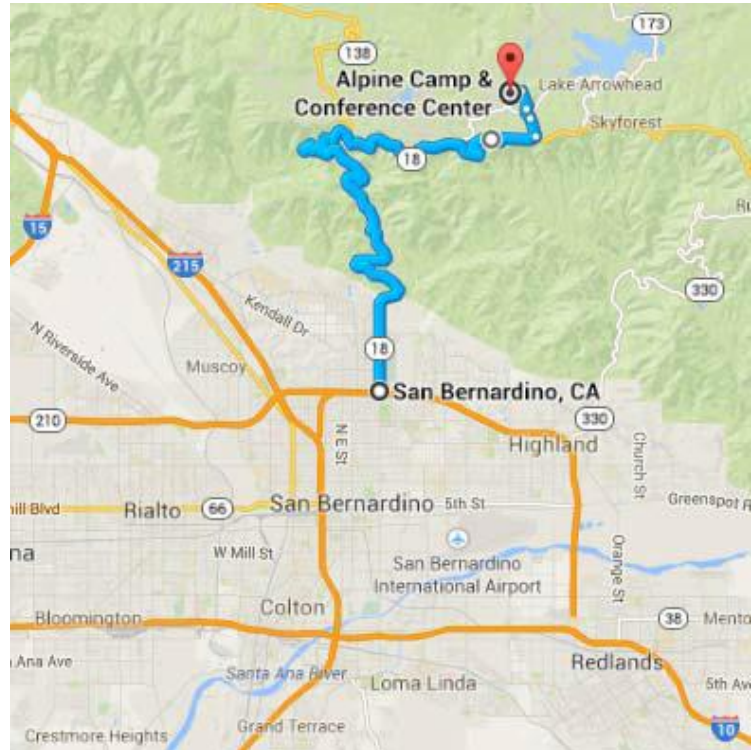 173
138
Alpine Camp &
Conference Center
Lake Arrowhead
Skyforest
18
Ru
15
215
330
Kendall Dr
N Riverside Ave
18
Muscoy
San Bernardino, CA
210
330
N E St
Highland
Church St
Greenspot R
ill Blvd
Rialto
66
San Bernardino
5th St
na
W Mill St
San Bernardino
International Airport
Orange St
Colton
Bloomington
38
Mento
Ana Ave
Santa Ana River
Redlands
Loma Linda
5th Av
Grand Terrace
Crestmore Heights
10